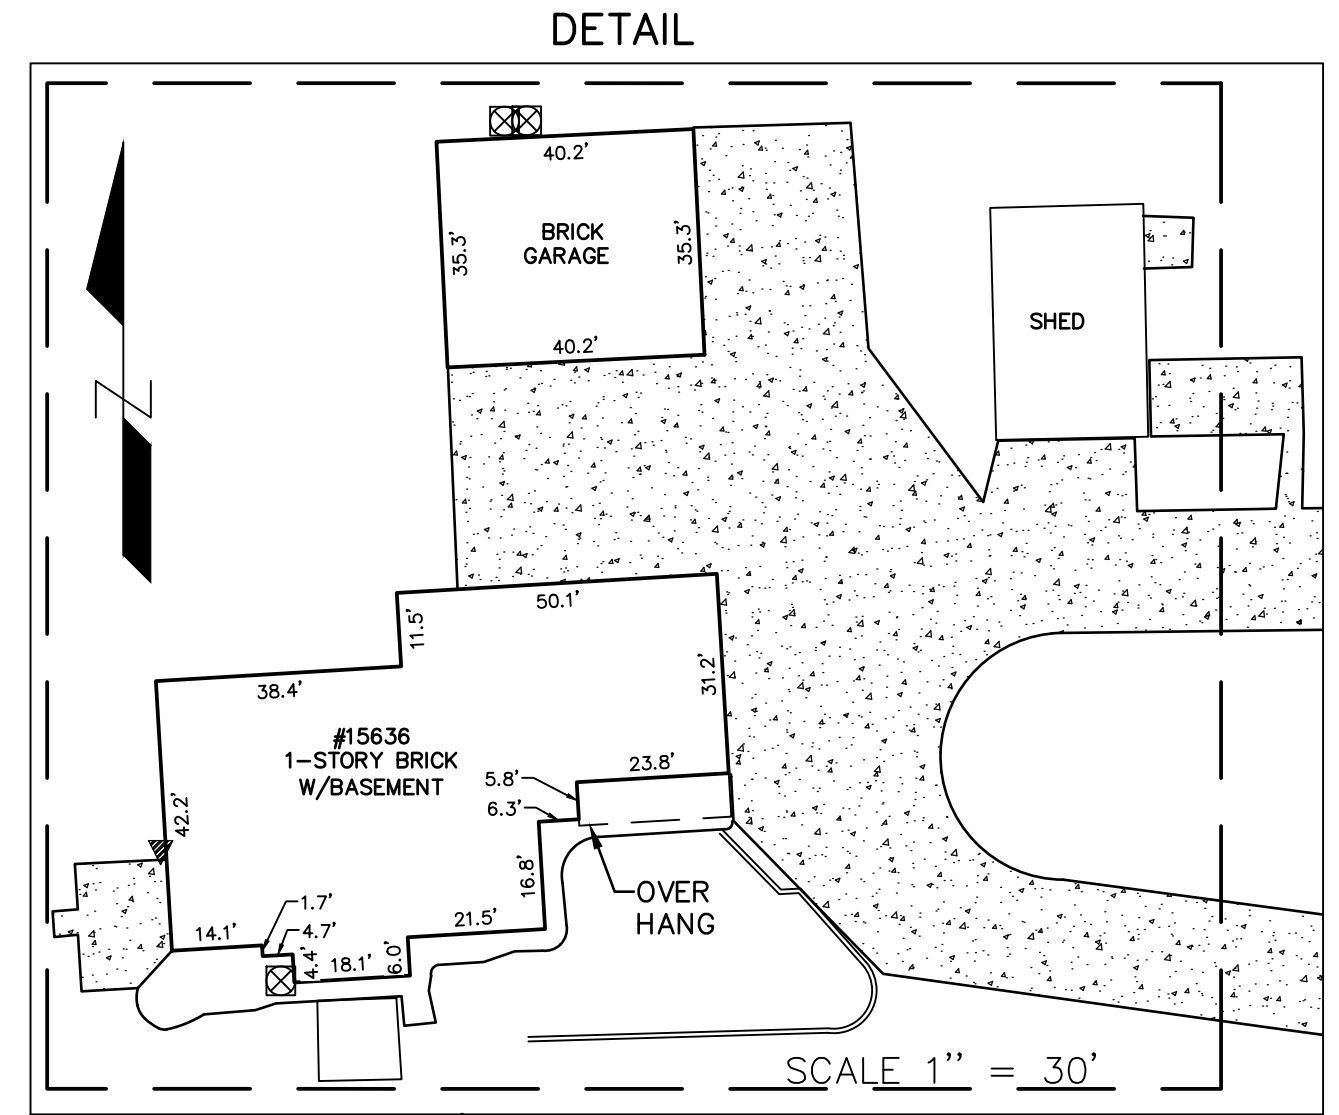 DETAIL
40.2'
35.3'
BRICK
GARAGE
35.3'
40.2'
SHED
N
50.1'
11.5'
38.4'
31.2'
#15636
1-STORY BRICK
W/BASEMENT
23.8'
5.8'
6.3'
42.2'
16.8'
OVER
HANG
1.7'
4.7'
14.1'
21.5'
4.4'
18.1'
6.0'
SCALE 1'' = 30'